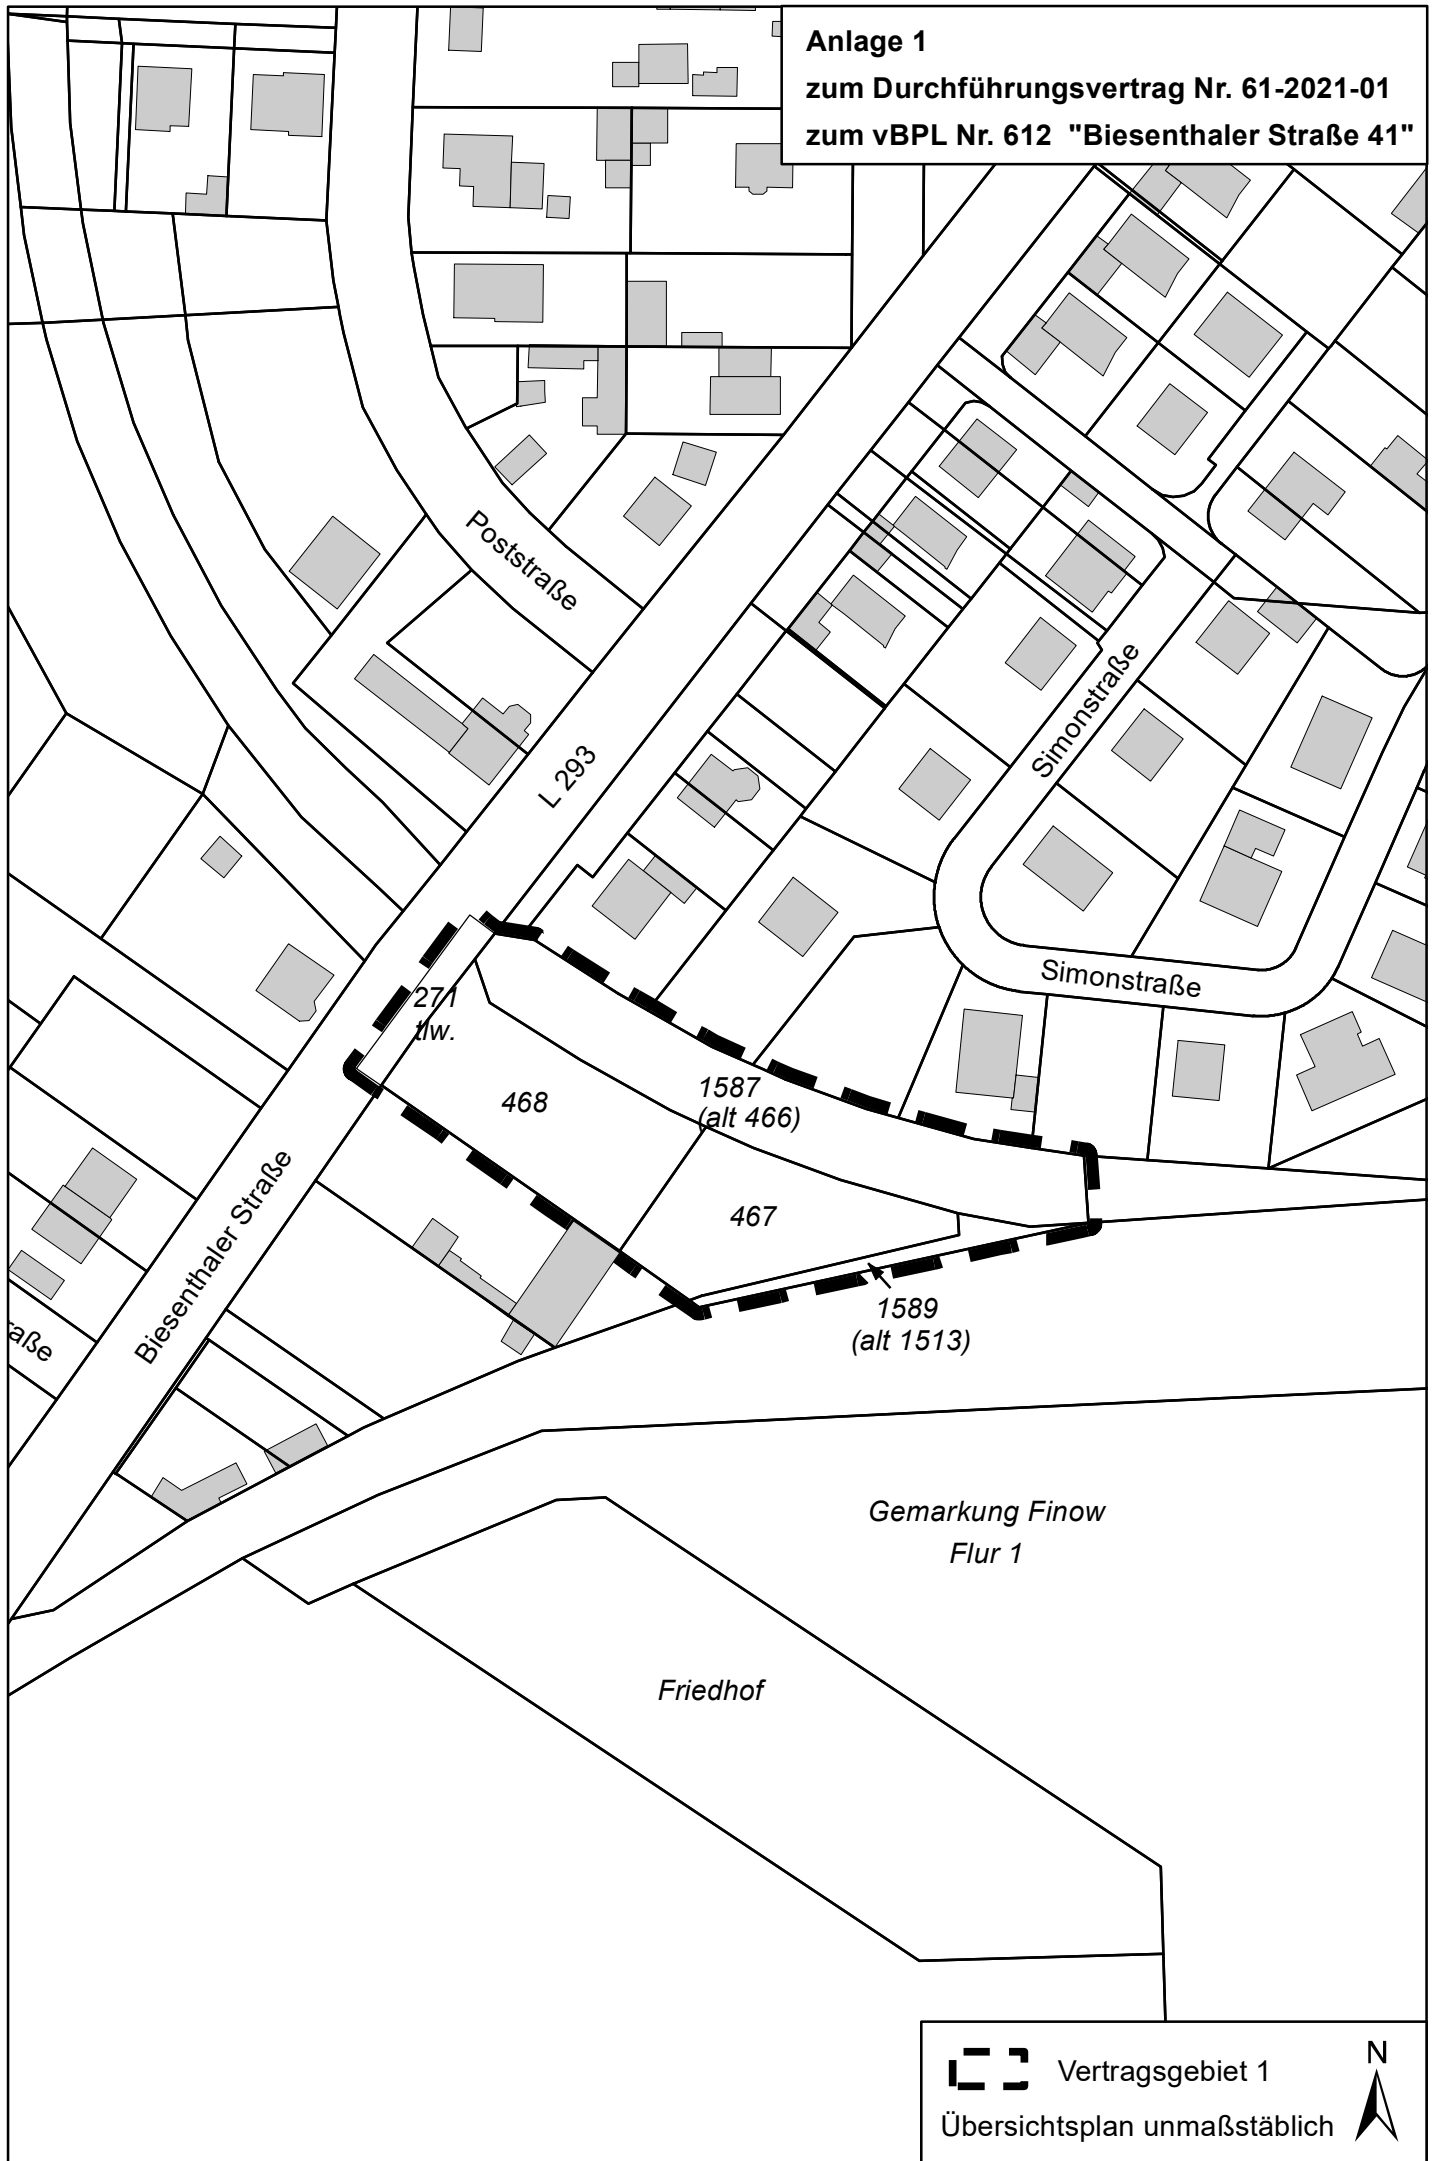 Anlage 1
zum Durchführungsvertrag Nr. 61-2021-01
zum vBPL Nr. 612 "Biesenthaler Straße 41"
Poststraße
Simonstraße
L 293
Simonstraße
271
tlw.
468
1587
(alt 466)
467
Biesenthaler Straße
1589
(alt 1513)
raße
Gemarkung Finow
Flur 1
Friedhof
N
Vertragsgebiet 1
Übersichtsplan unmaßstäblich